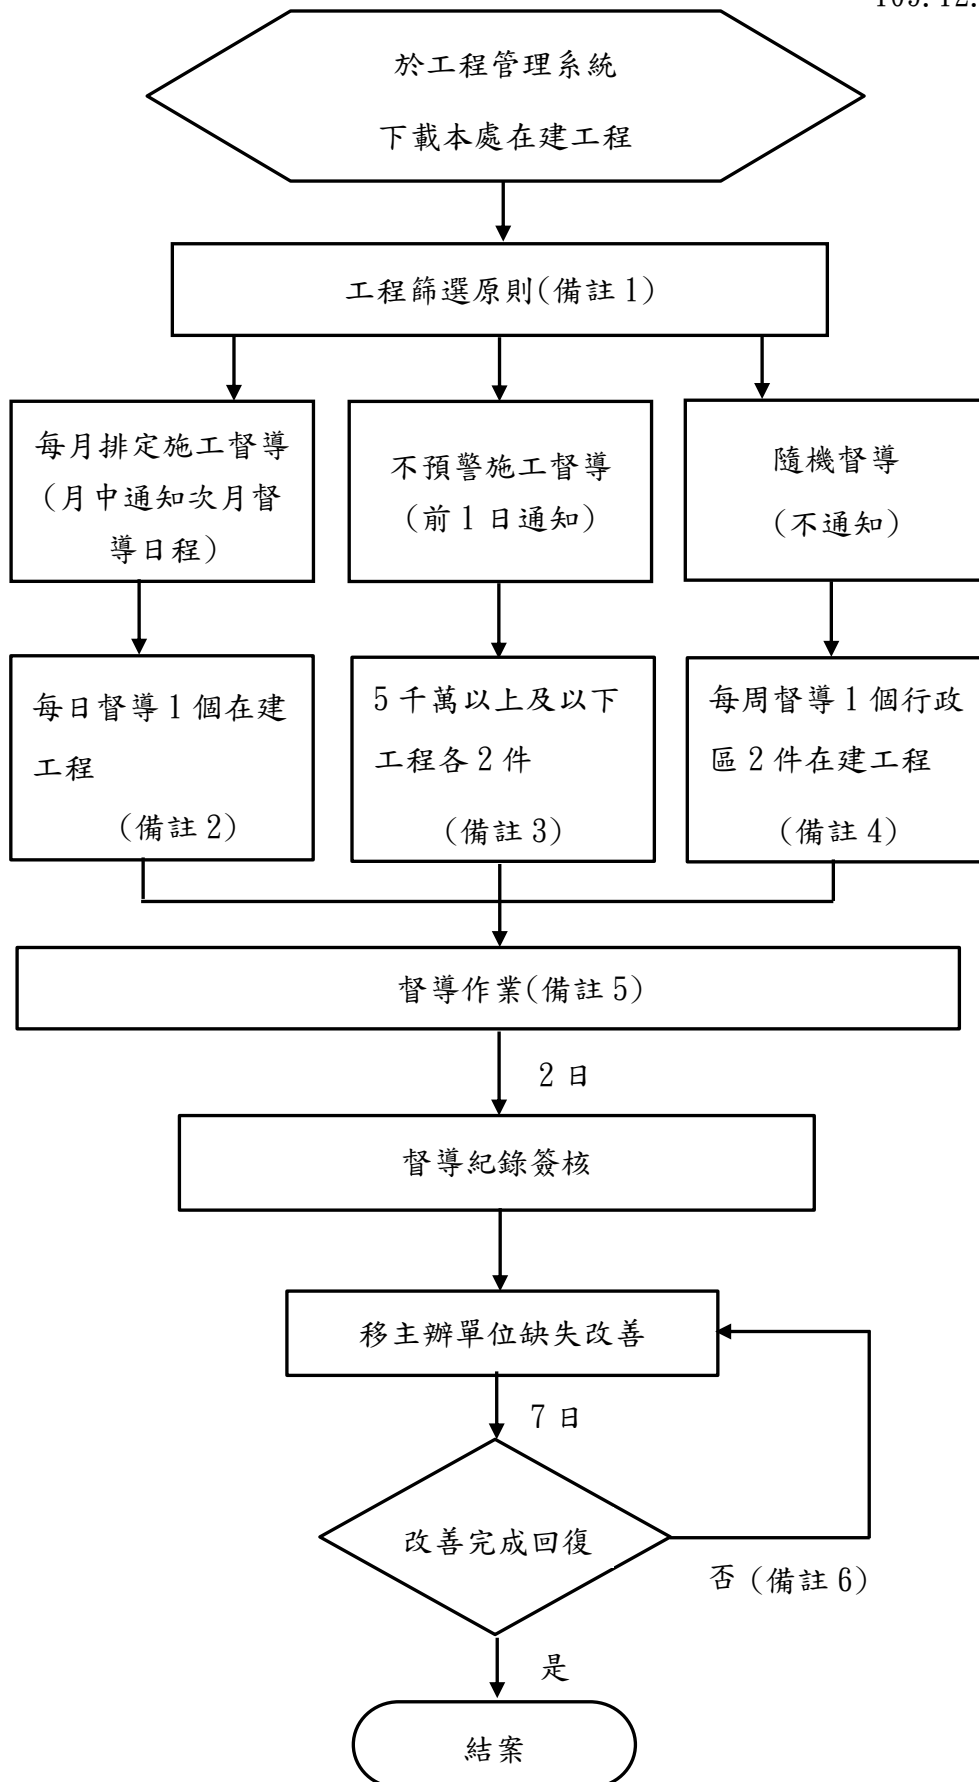 於工程管理系統
下載本處在建工程
工程篩選原則(備註 1)
每月排定施工督導
(月中通知次月督
導日程)
不預警施工督導
(前 1 日通知)
隨機督導
(不通知)
每日督導 1 個在建
工程
(備註 2)
5 千萬以上及以下
工程各 2 件
(備註 3)
每周督導 1 個行政
區 2 件在建工程
(備註 4)
督導作業(備註 5)
2 日
督導紀錄簽核
移主辦單位缺失改善
7 日
改善完成回復
否 (備註 6)
是
結案